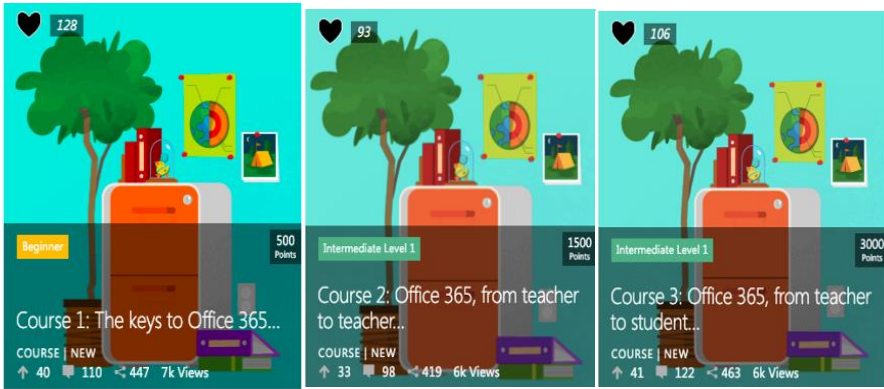 128
Beginner
500
Points
Course 1: The keys to Office 365...
COURSE | NEW
40 110 447 7k Views
93
Intermediate Level 1
1500
Points
Course 2: Office 365, from teacher
to teacher...
COURSE | NEW
33 98 419 6k Views
106
Intermediate Level 1
3000
Points
Course 3: Office 365, from teacher
to student...
COURSE | NEW
41 122 463 6k Views